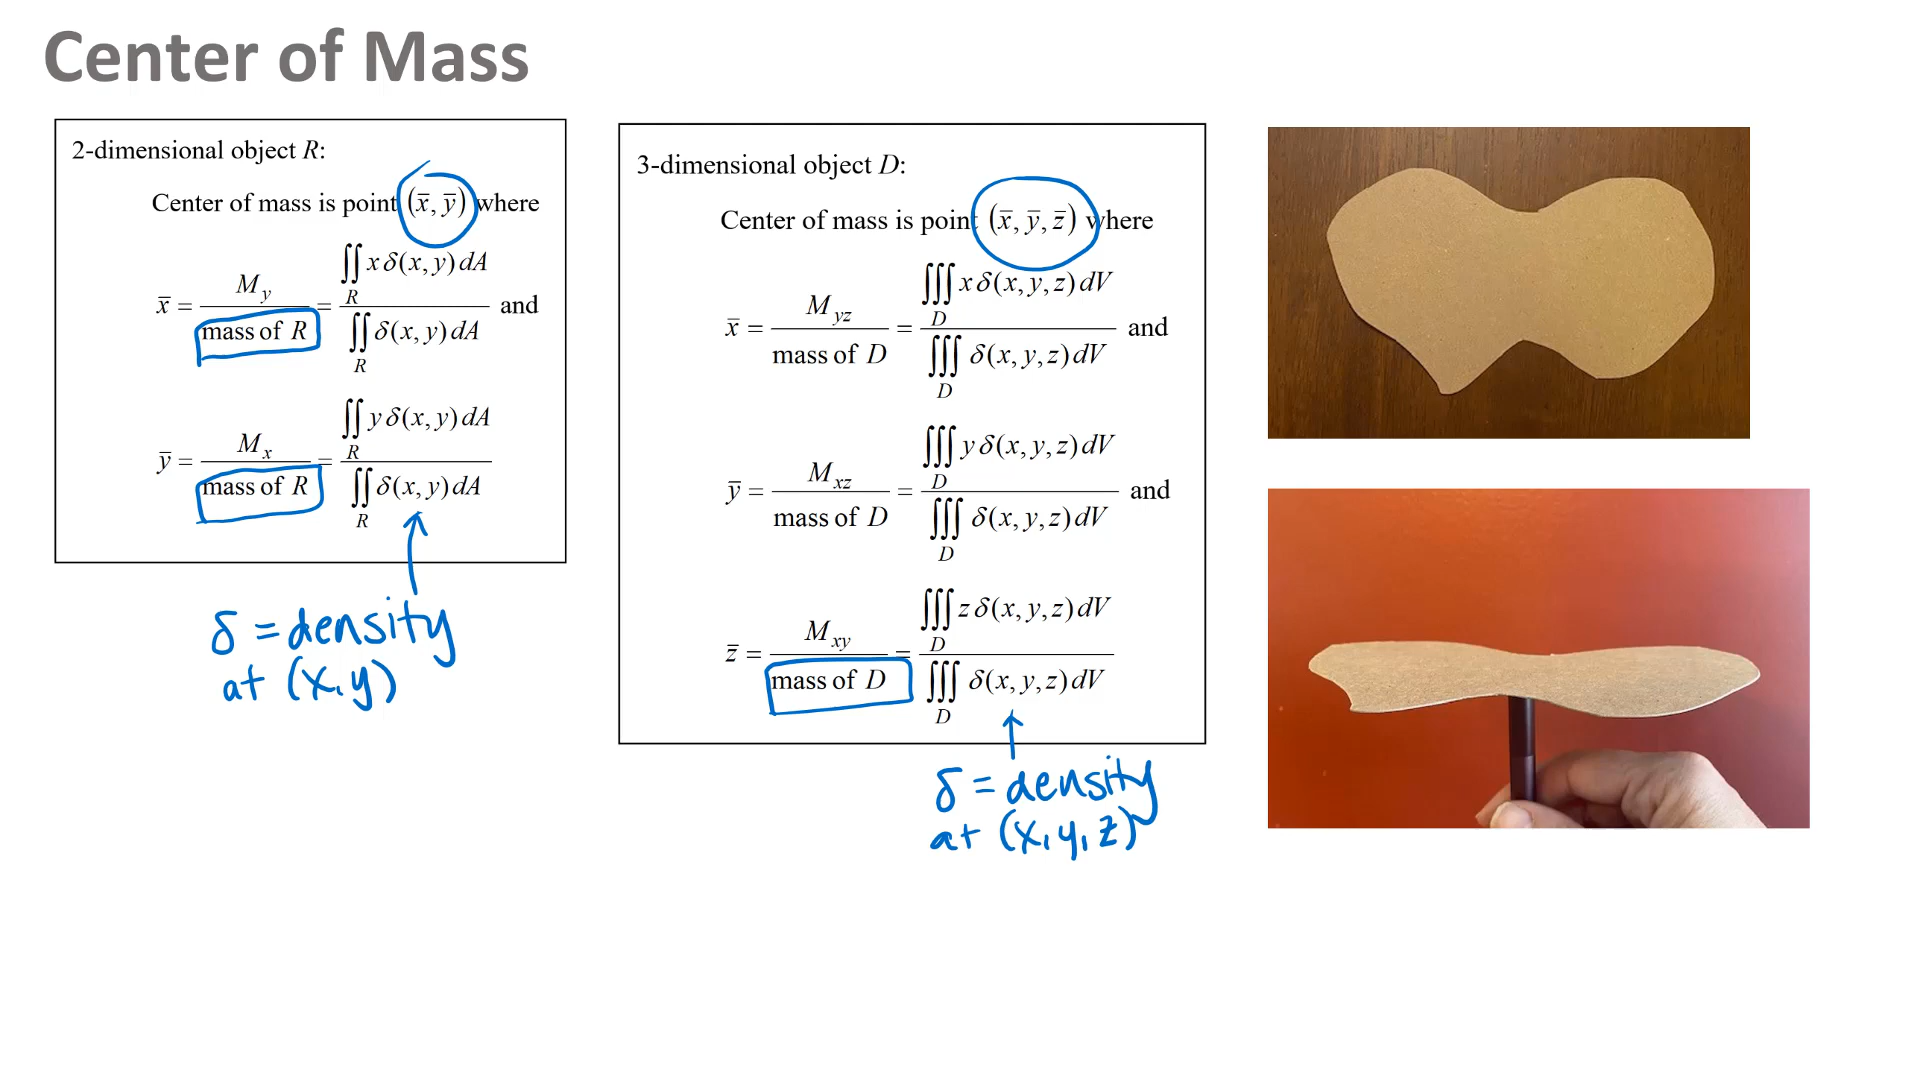 Center of Mass
2-dimensional object R:
Center of mass is point (x̄, ȳ) where
x̄ = M_y / mass of R = ∬_R x δ(x, y) dA / ∬_R δ(x, y) dA and
ȳ = M_x / mass of R = ∬_R y δ(x, y) dA / ∬_R δ(x, y) dA
δ = density
at (x, y)
3-dimensional object D:
Center of mass is point (x̄, ȳ, z̄) where
x̄ = M_yz / mass of D = ∭_D x δ(x, y, z) dV / ∭_D δ(x, y, z) dV and
ȳ = M_xz / mass of D = ∭_D y δ(x, y, z) dV / ∭_D δ(x, y, z) dV and
z̄ = M_xy / mass of D = ∭_D z δ(x, y, z) dV / ∭_D δ(x, y, z) dV
δ = density
at (x, y, z)